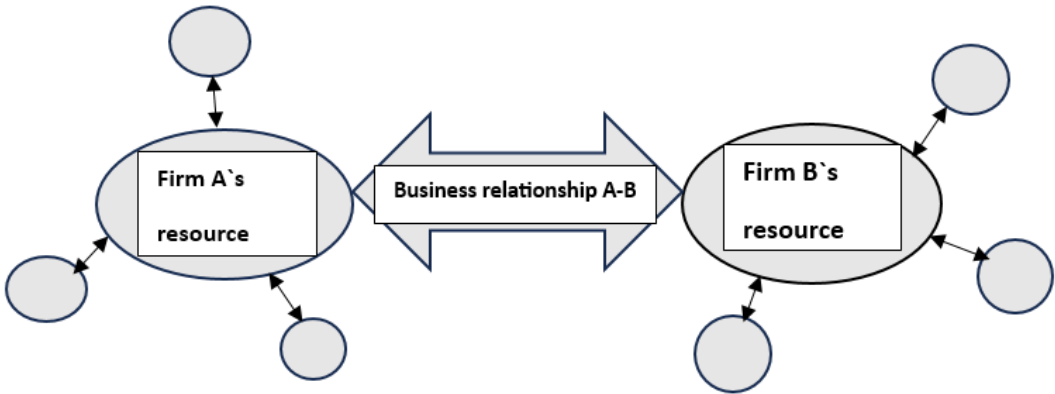 Firm A`s
resource
Business relationship A-B
Firm B`s
resource